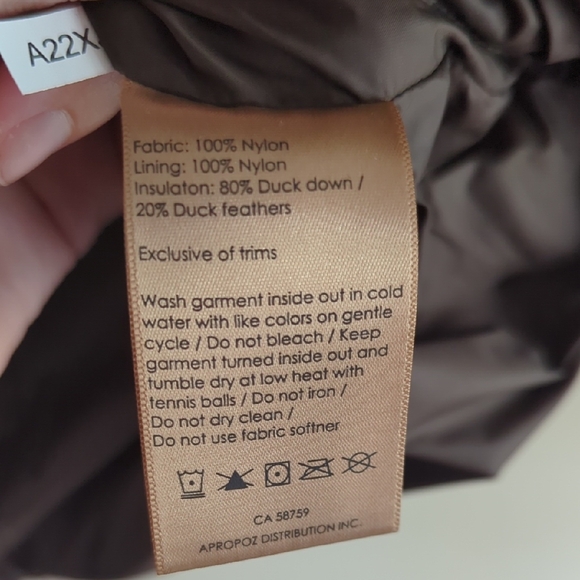 A22X
Fabric: 100% Nylon
Lining: 100% Nylon
Insulaton: 80% Duck down /
20% Duck feathers
Exclusive of trims
Wash garment inside out in cold
water with like colors on gentle
cycle / Do not bleach / Keep
garment turned inside out and
tumble dry at low heat with
tennis balls / Do not iron /
Do not dry clean /
Do not use fabric softner
CA 58759
APROPOZ DISTRIBUTION INC.